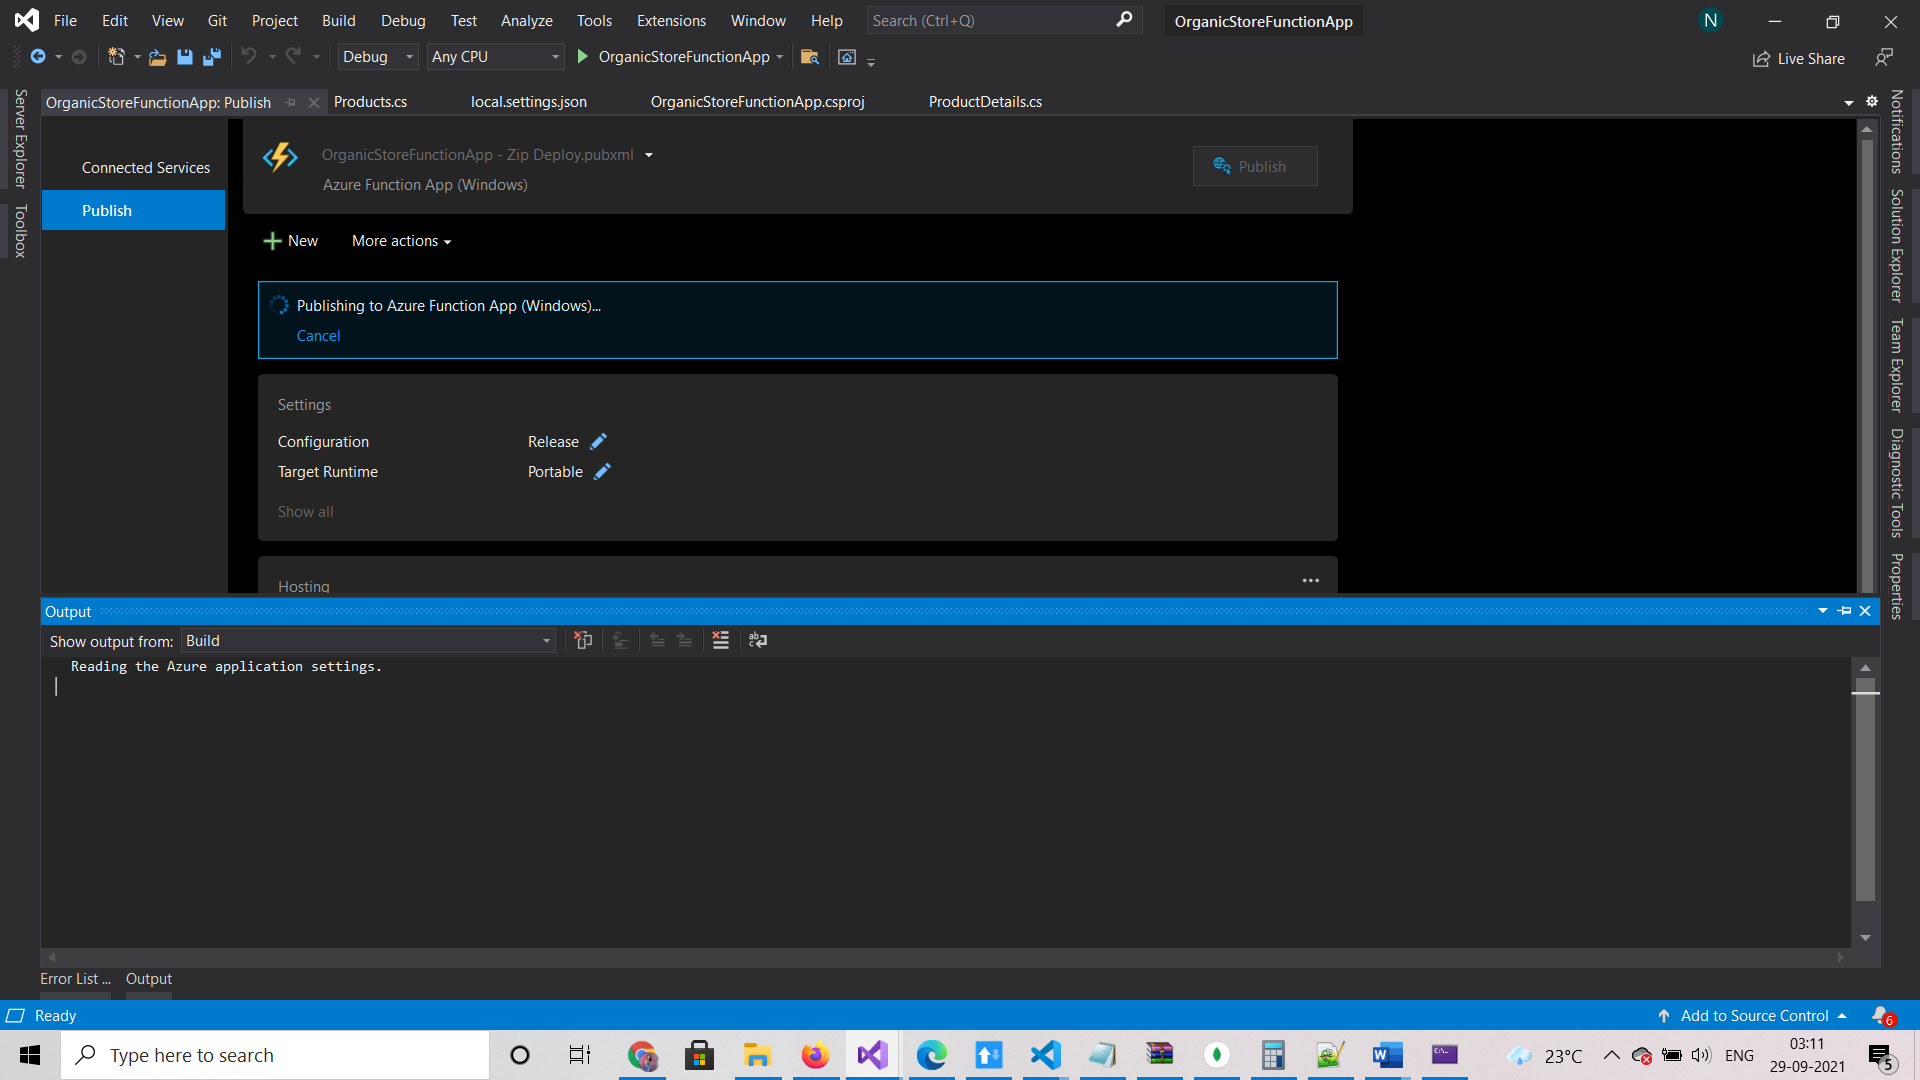 File Edit View Git Project Build Debug Test Analyze Tools Extensions Window Help Search (Ctrl+Q) OrganicStoreFunctionApp N
Debug Any CPU OrganicStoreFunctionApp Live Share
OrganicStoreFunctionApp: Publish Products.cs local.settings.json OrganicStoreFunctionApp.csproj ProductDetails.cs
Server Explorer
Toolbox
Connected Services
Publish
OrganicStoreFunctionApp - Zip Deploy.pubxml
Azure Function App (Windows)
Publish
New More actions
Publishing to Azure Function App (Windows)...
Cancel
Settings
Configuration Release
Target Runtime Portable
Show all
Hosting
Notifications
Solution Explorer
Team Explorer
Diagnostic Tools
Properties
Output
Show output from: Build
Reading the Azure application settings.
Error List ... Output
Ready Add to Source Control 6
Type here to search 23°C ENG 03:11
29-09-2021 5